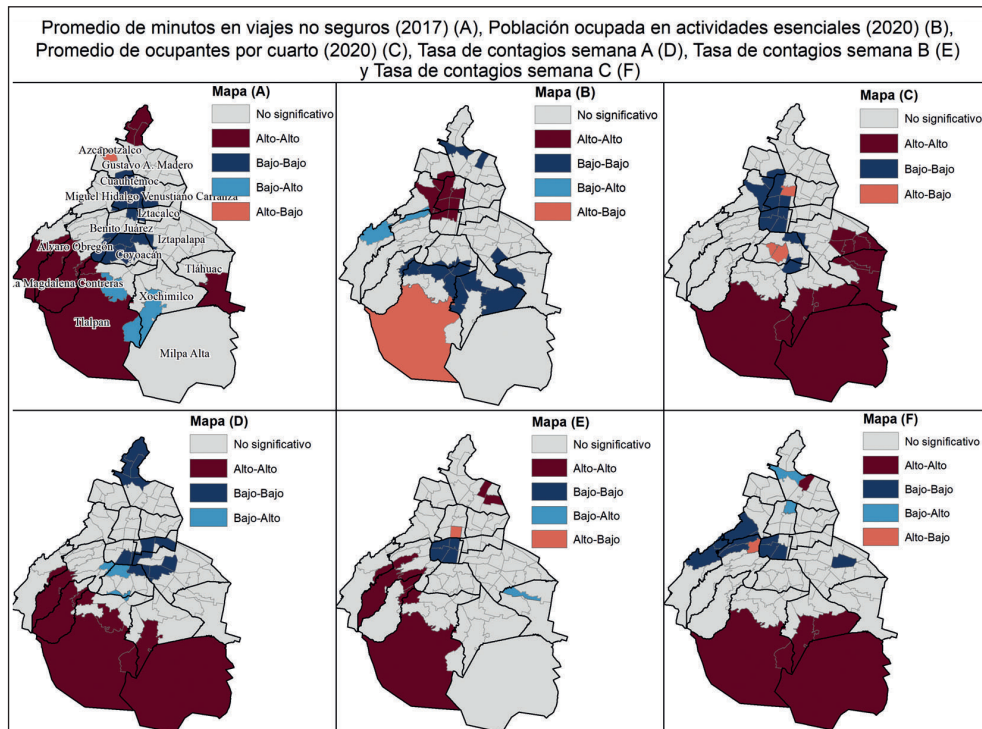 Promedio de minutos en viajes no seguros (2017) (A), Población ocupada en actividades esenciales (2020) (B),
Promedio de ocupantes por cuarto (2020) (C), Tasa de contagios semana A (D), Tasa de contagios semana B (E)
y Tasa de contagios semana C (F)
Mapa (A)
No significativo
Alto-Alto
Bajo-Bajo
Bajo-Alto
Alto-Bajo
Azcapotzalco
Gustavo A. Madero
Cuauhtémoc
Miguel Hidalgo Venustiano Carranza
Iztacalco
Benito Juárez
Iztapalapa
Alvaro Obregón
Coyoacán
Tláhuac
La Magdalena Contreras
Xochimilco
Tlalpan
Milpa Alta
Mapa (B)
No significativo
Alto-Alto
Bajo-Bajo
Bajo-Alto
Alto-Bajo
Mapa (C)
No significativo
Alto-Alto
Bajo-Bajo
Alto-Bajo
Mapa (D)
No significativo
Alto-Alto
Bajo-Bajo
Bajo-Alto
Mapa (E)
No significativo
Alto-Alto
Bajo-Bajo
Bajo-Alto
Alto-Bajo
Mapa (F)
No significativo
Alto-Alto
Bajo-Bajo
Bajo-Alto
Alto-Bajo